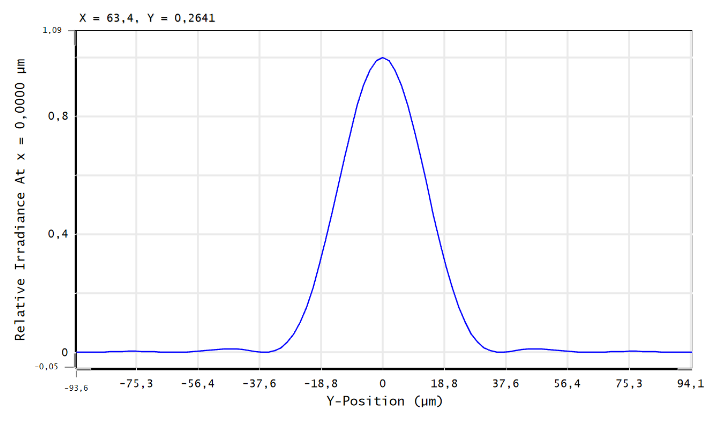 X = 63,4, Y = 0,2641
1,09
0,8
0,4
0
-0,05
Relative Irradiance At x = 0,0000 µm
-93,6
-75,3 -56,4 -37,6 -18,8 0 18,8 37,6 56,4 75,3 94,1
Y-Position (µm)